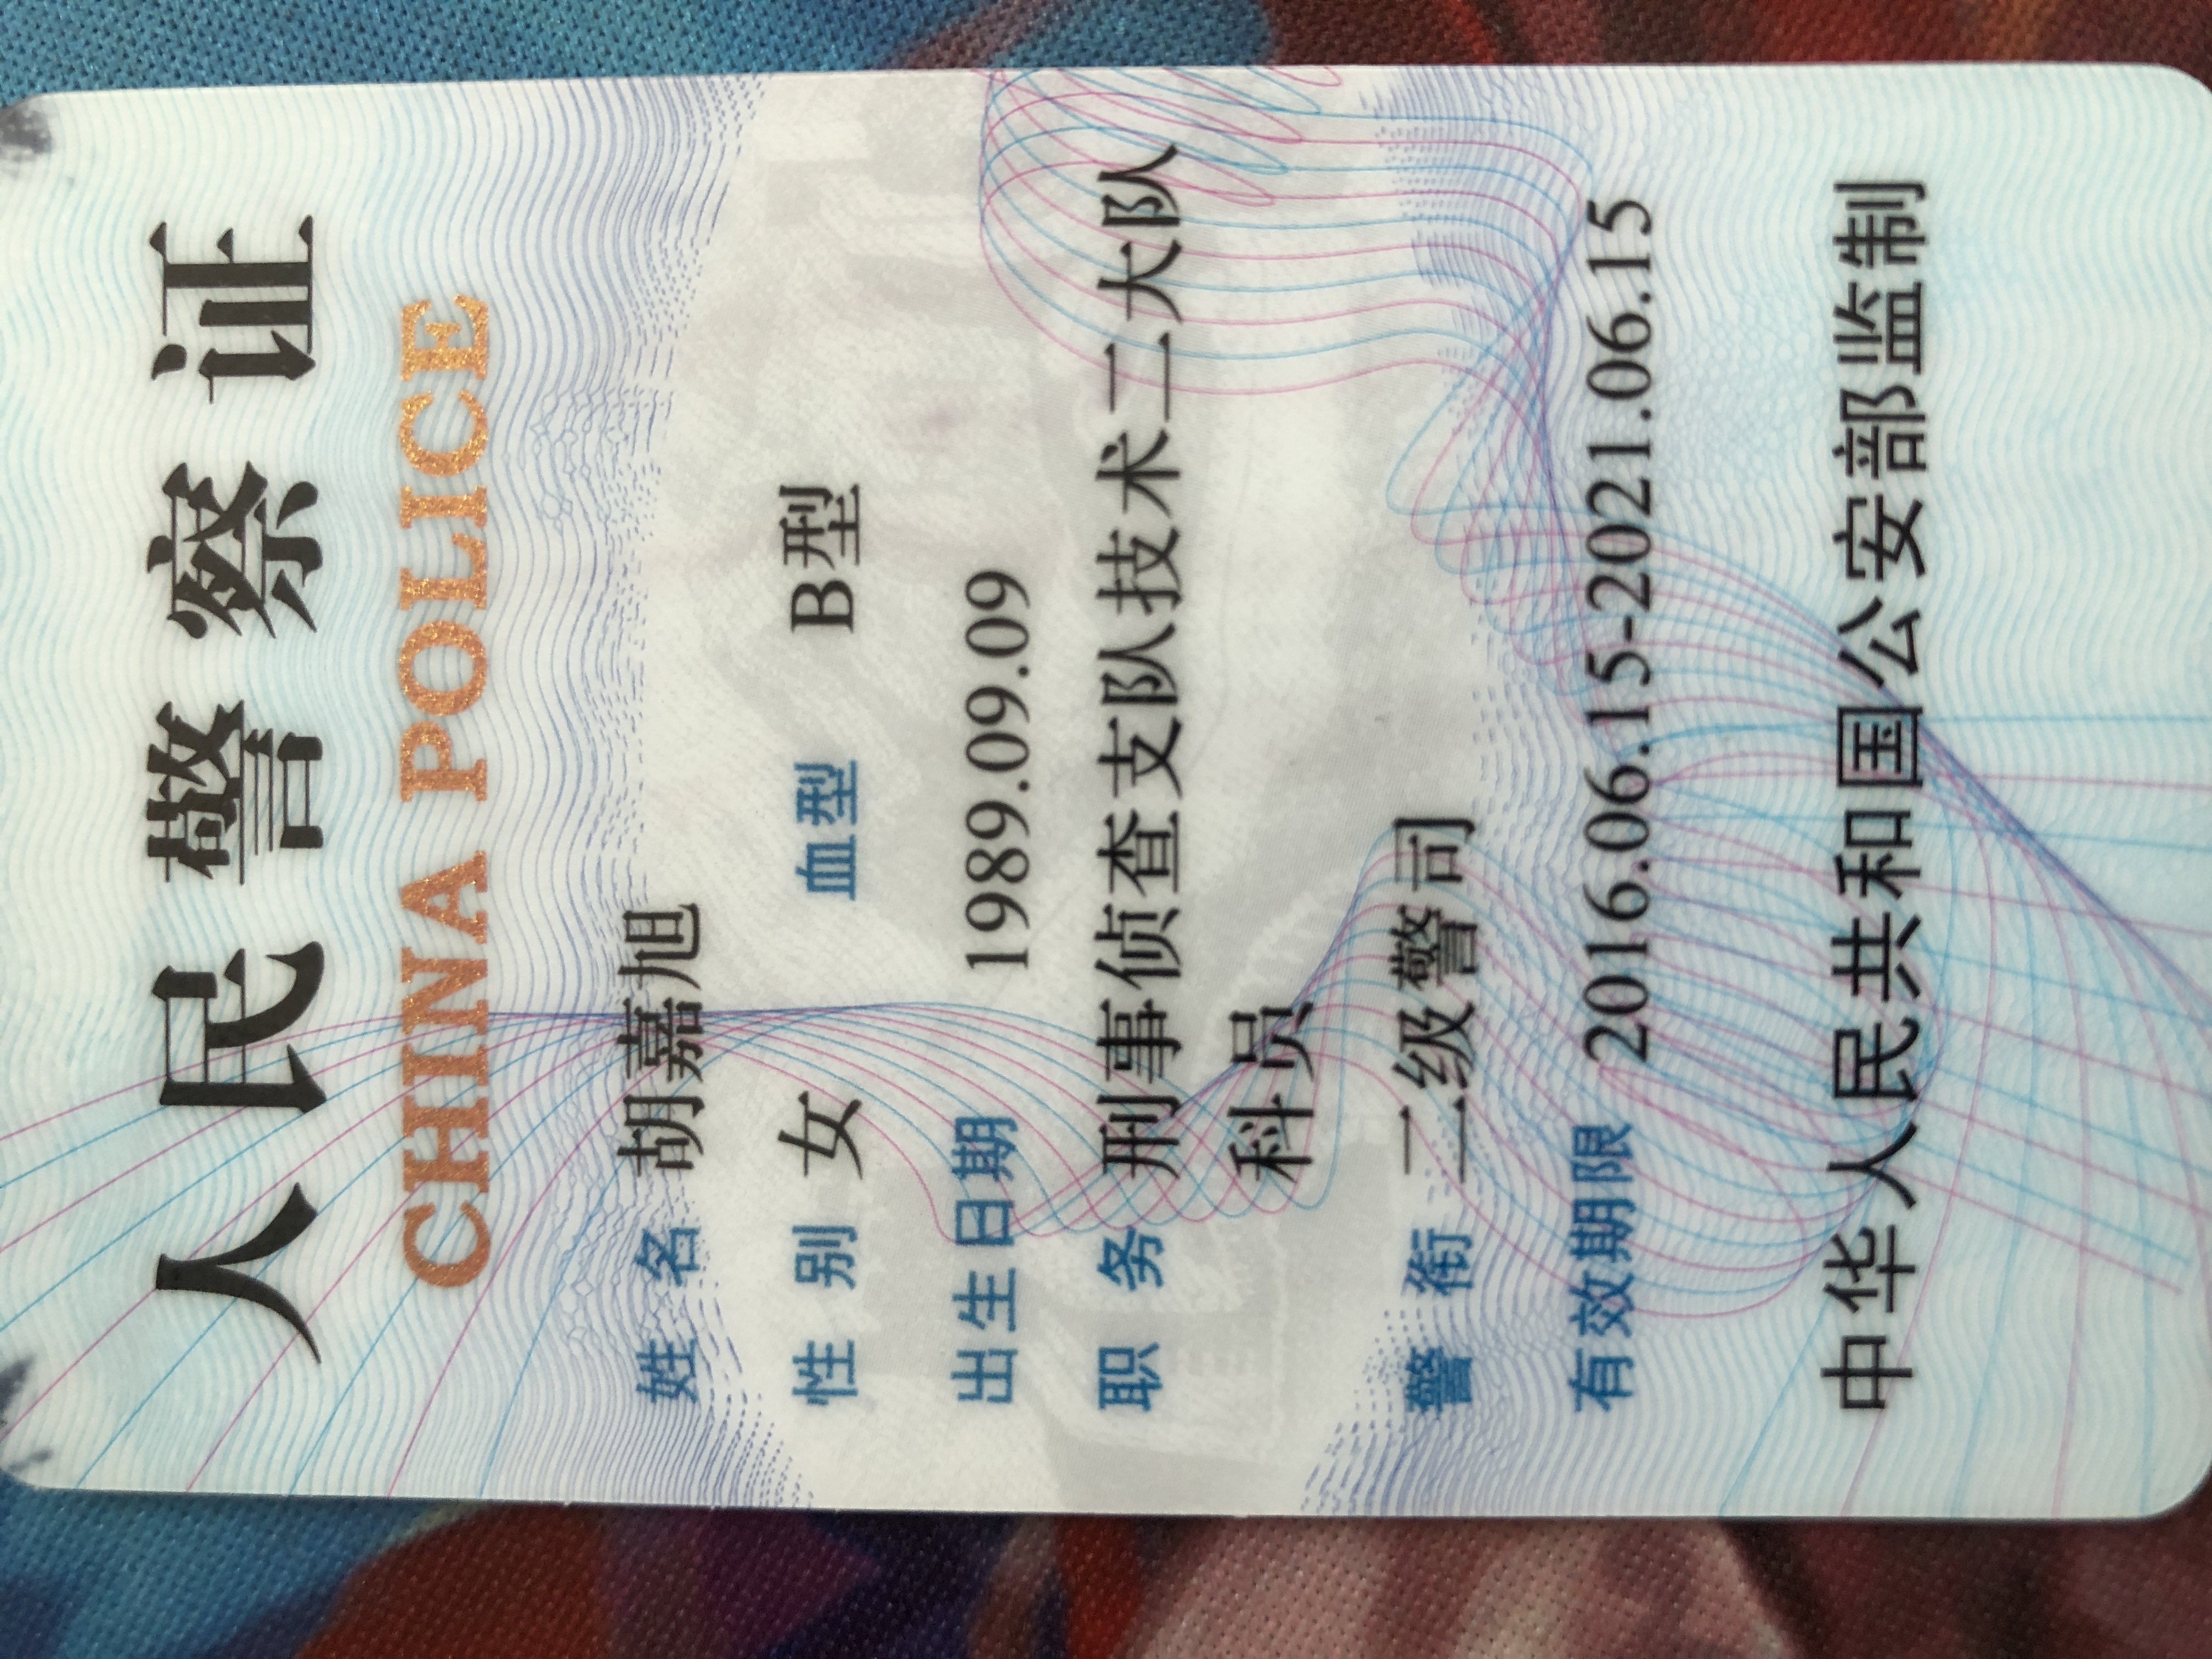 人民警察证
CHINA POLICE
姓名 胡嘉旭
性别 女 血型 B型
出生日期 1989.09.09
职务 刑事侦查支队技术二大队
科员
警衔 二级警司
有效期限 2016.06.15-2021.06.15
中华人民共和国公安部监制